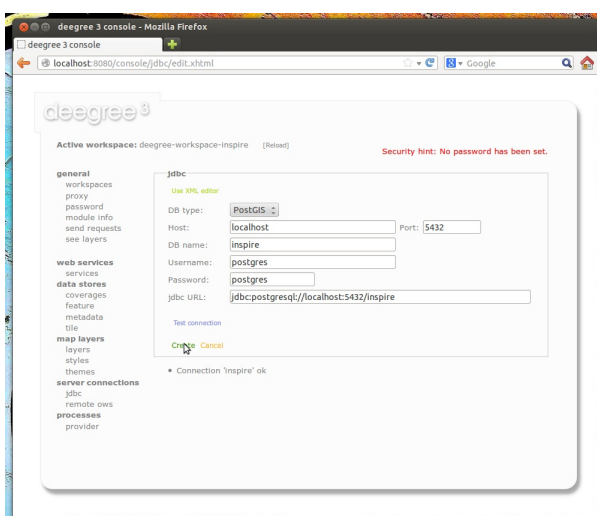 deegree 3 console - Mozilla Firefox
deegree 3 console
localhost:8080/console/jdbc/edit.xhtml
Google
deegree 3
Active workspace: deegree-workspace-inspire [Reload]
Security hint: No password has been set.
general
workspaces
proxy
password
module info
send requests
see layers
web services
services
data stores
coverages
feature
metadata
tile
map layers
layers
styles
themes
server connections
jdbc
remote ows
processes
provider
jdbc
Use XML editor
DB type: PostGIS
Host: localhost Port: 5432
DB name: inspire
Username: postgres
Password: postgres
jdbc URL: jdbc:postgresql://localhost:5432/inspire
Test connection
Create Cancel
• Connection 'inspire' ok